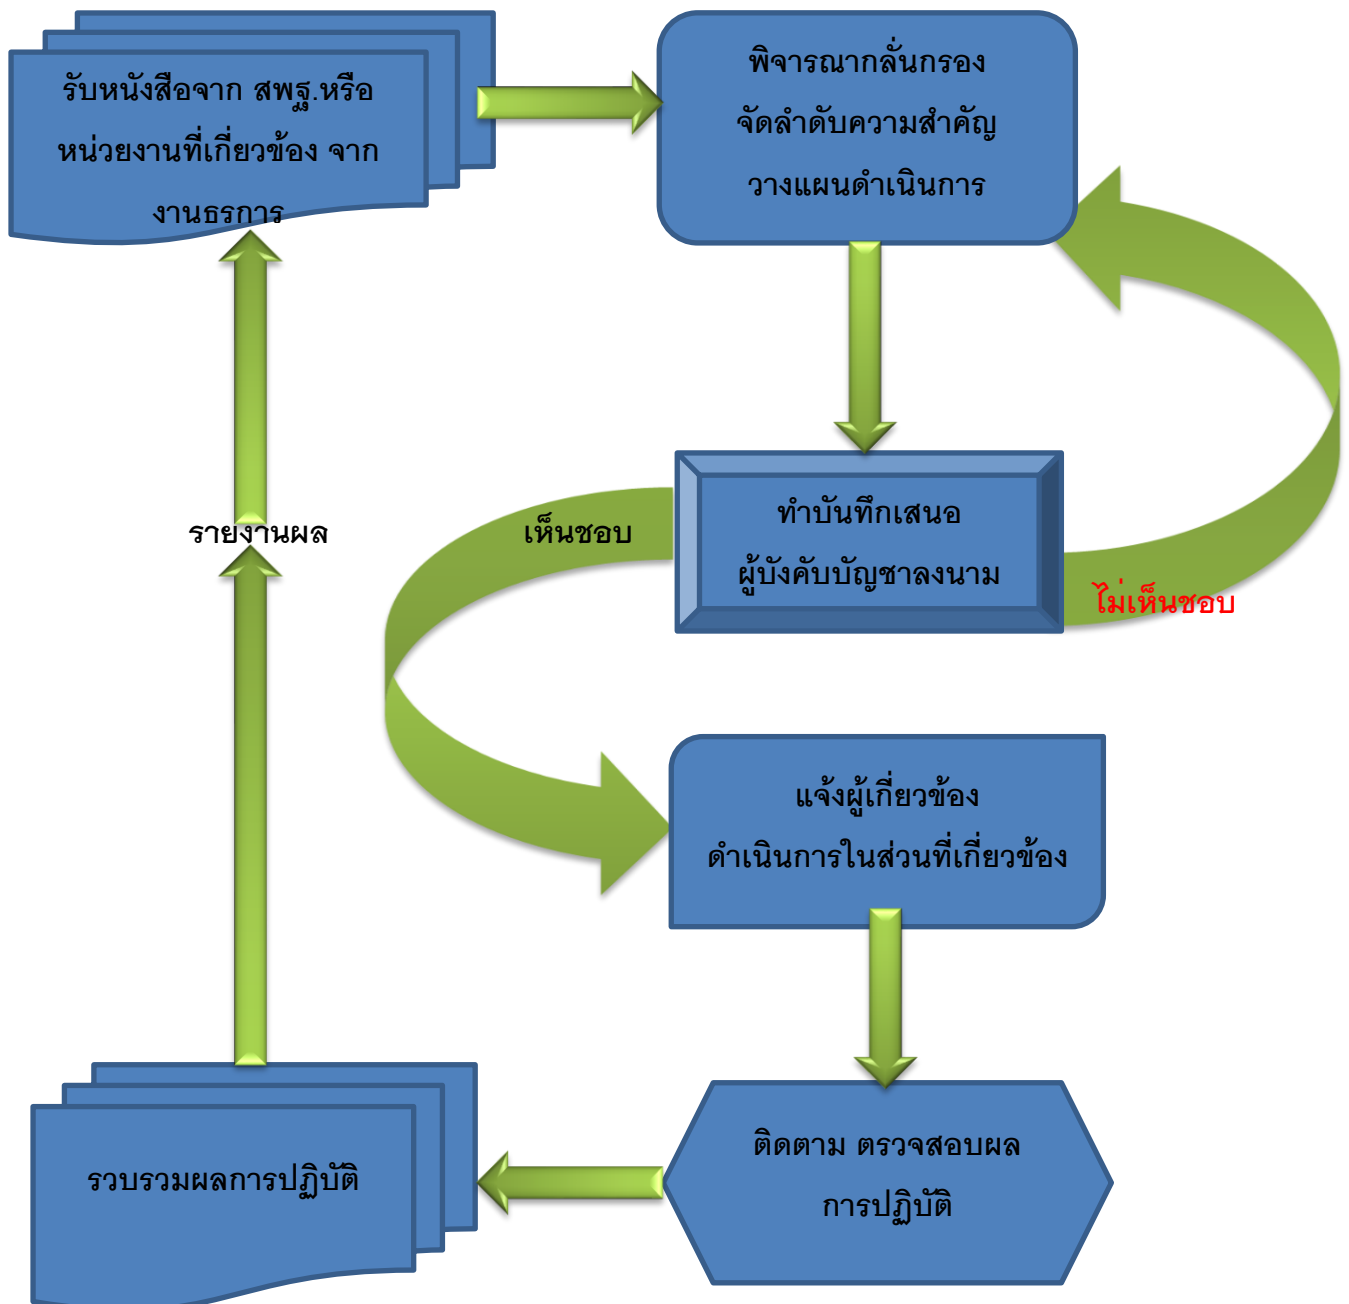 รับหนังสือจาก สพฐ.หรือ
หน่วยงานที่เกี่ยวข้อง จาก
งานธุรการ
พิจารณากลั่นกรอง
จัดลำดับความสำคัญ
วางแผนดำเนินการ
ทำบันทึกเสนอ
ผู้บังคับบัญชาลงนาม
เห็นชอบ
ไม่เห็นชอบ
รายงานผล
แจ้งผู้เกี่ยวข้อง
ดำเนินการในส่วนที่เกี่ยวข้อง
ติดตาม ตรวจสอบผล
การปฏิบัติ
รวบรวมผลการปฏิบัติ